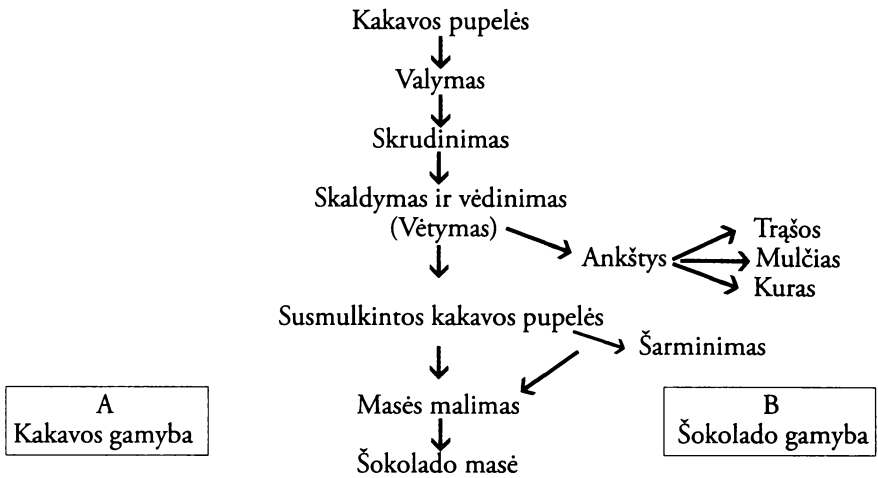 Kakavos pupelės
Valymas
Skrudinimas
Skaldymas ir vėdinimas
(Vėtymas)
Trąšos
Ankštys
Mulčias
Kuras
Susmulkintos kakavos pupelės
Šarminimas
A
Kakavos gamyba
Masės malimas
B
Šokolado gamyba
Šokolado masė